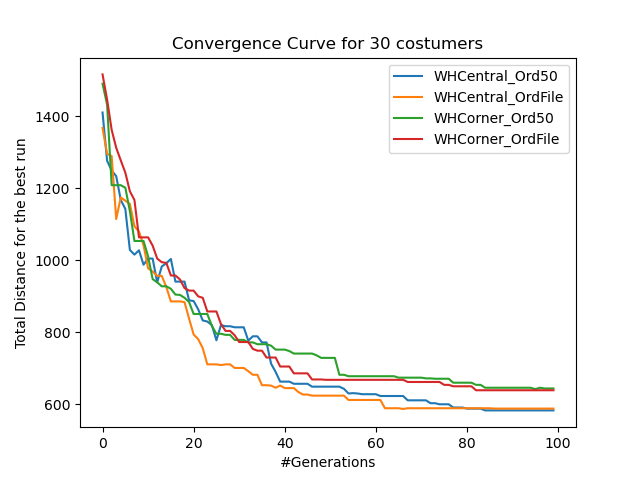 Convergence Curve for 30 costumers
WHCentral_Ord50
WHCentral_OrdFile
WHCorner_Ord50
WHCorner_OrdFile
Total Distance for the best run
1400
1200
1000
800
600
0 20 40 60 80 100
#Generations